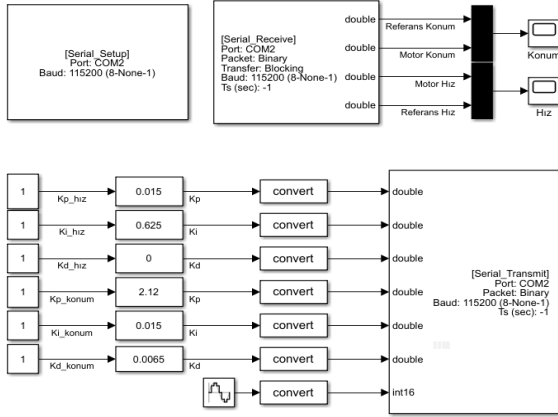 [Serial_Setup]
Port: COM2
Baud: 115200 (8-None-1)
[Serial_Receive]
Port: COM2
Packet: Binary
Transfer: Blocking
Baud: 115200 (8-None-1)
Ts (sec): -1
double
double
double
double
Referans Konum
Motor Konum
Motor Hız
Referans Hız
Konum
Hız
1 Kp_hız 0.015 Kp convert double
1 Ki_hız 0.625 Ki convert double
1 Kd_hız 0 Kd convert double
1 Kp_konum 2.12 Kp convert double
1 Ki_konum 0.015 Ki convert double
1 Kd_konum 0.0065 Kd convert double
convert int16
[Serial_Transmit]
Port: COM2
Packet: Binary
Baud: 115200 (8-None-1)
Ts (sec): -1